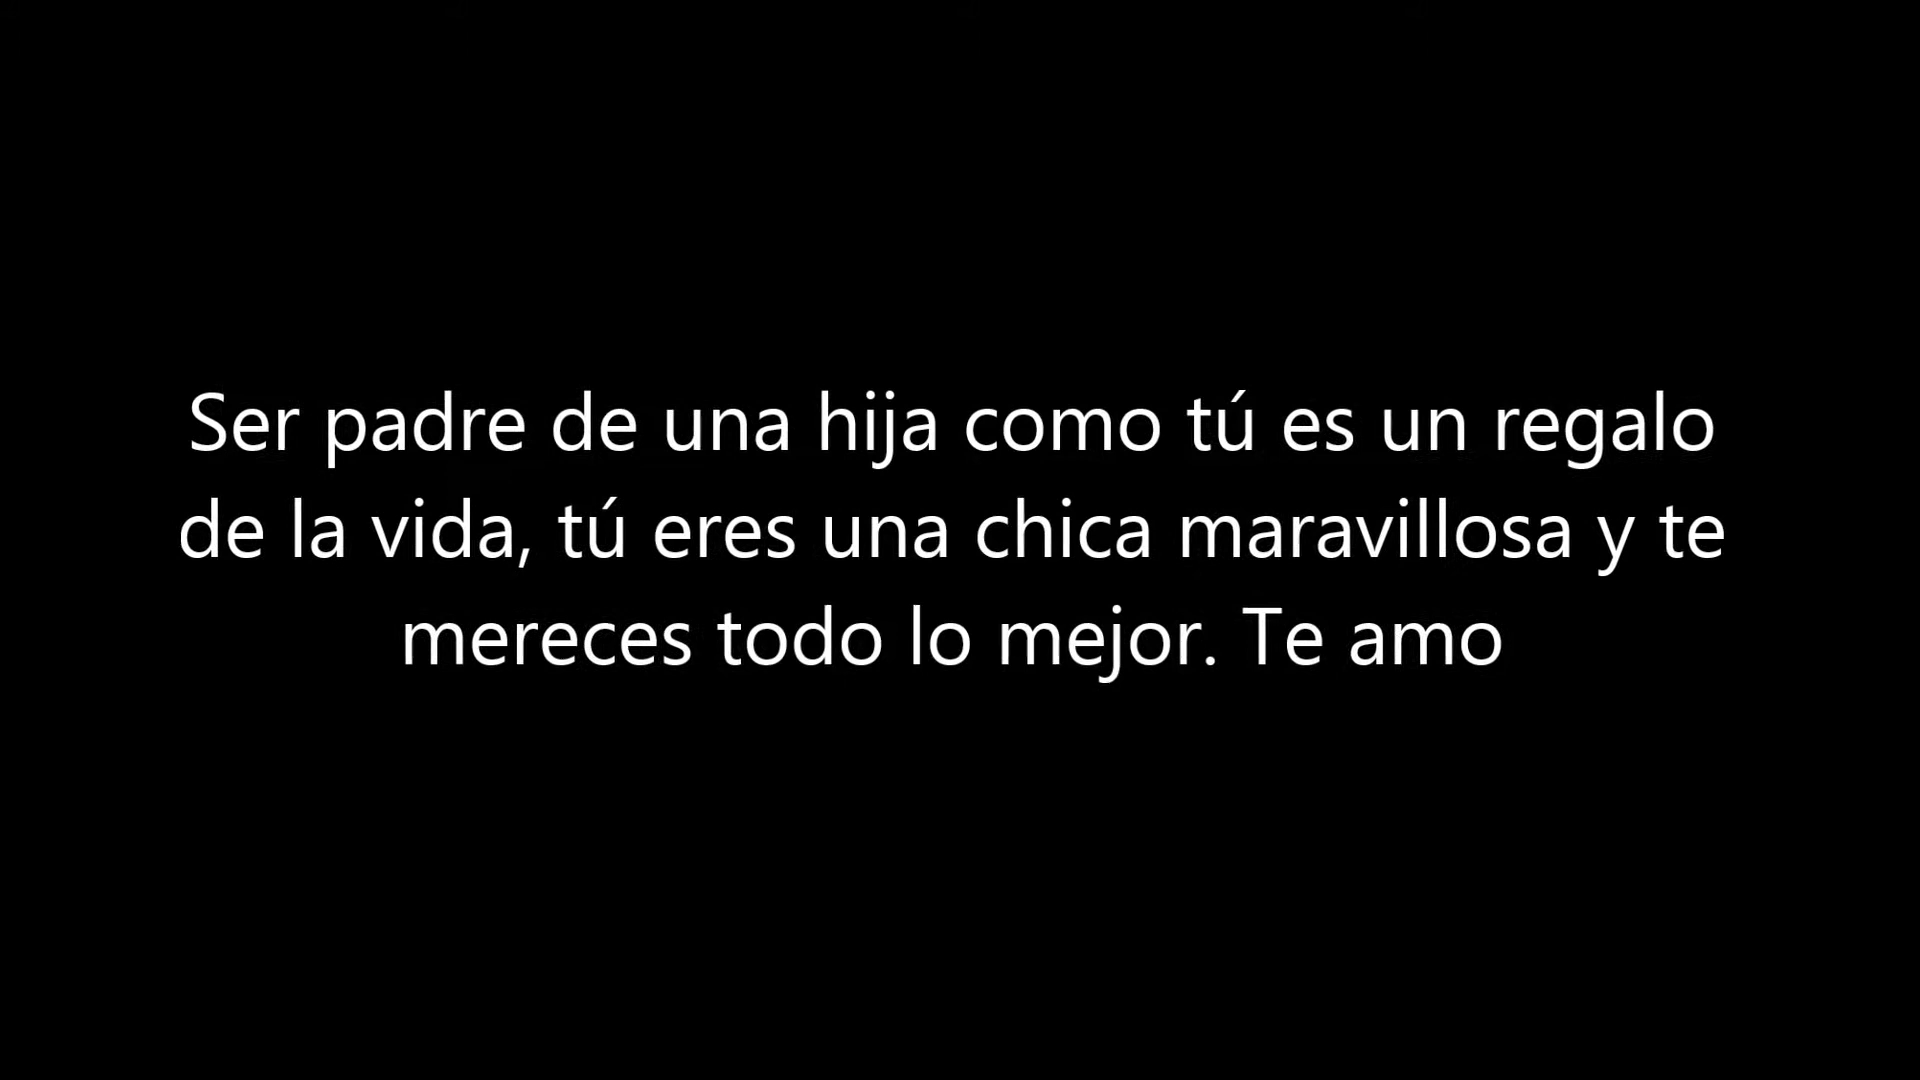 Ser padre de una hija como tú es un regalo
de la vida, tú eres una chica maravillosa y te
mereces todo lo mejor. Te amo